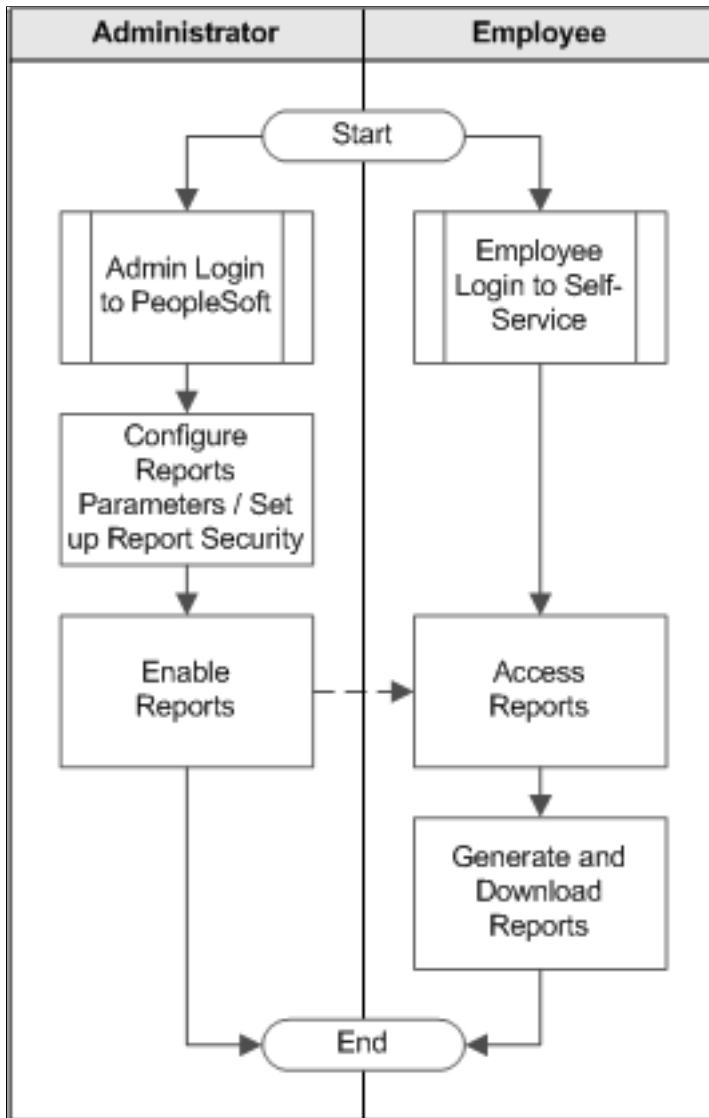 Administrator
Employee
Start
Admin Login
to PeopleSoft
Employee
Login to Self-
Service
Configure
Reports
Parameters / Set
up Report Security
Enable
Reports
Access
Reports
Generate and
Download
Reports
End